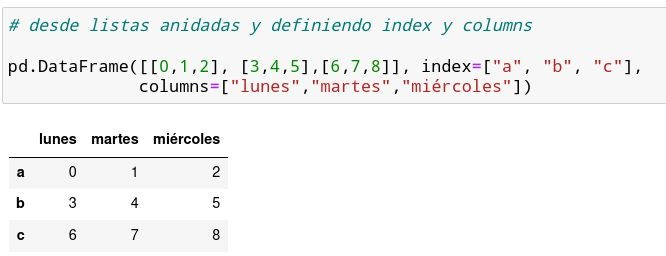 # desde listas anidadas y definiendo index y columns
pd.DataFrame([[0,1,2], [3,4,5],[6,7,8]], index=["a", "b", "c"],
columns=["lunes","martes","miércoles"])
lunes martes miércoles
a 0 1 2
b 3 4 5
c 6 7 8